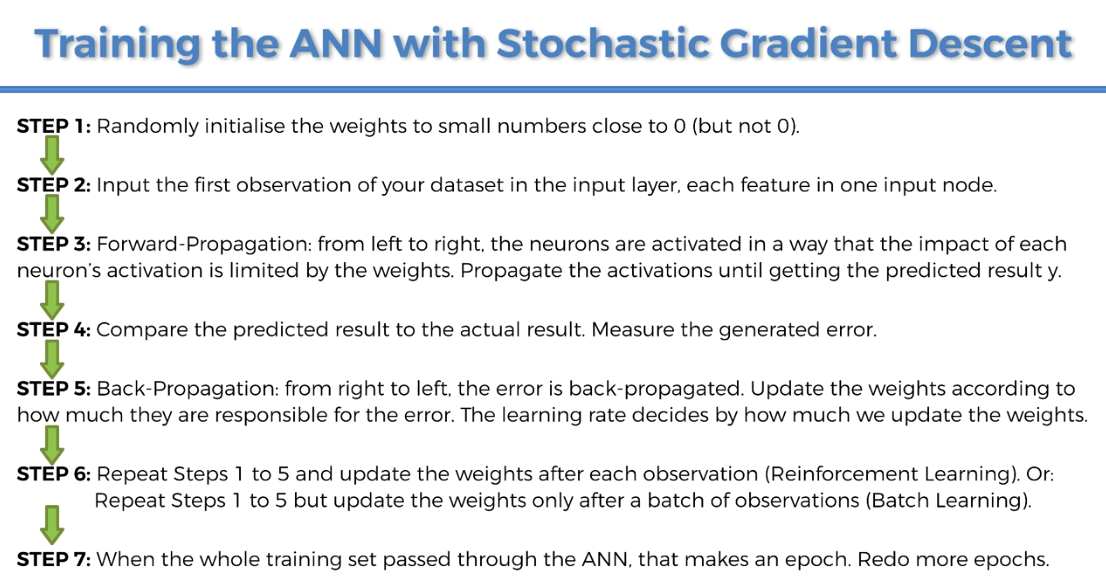 Training the ANN with Stochastic Gradient Descent
STEP 1: Randomly initialise the weights to small numbers close to 0 (but not 0).
STEP 2: Input the first observation of your dataset in the input layer, each feature in one input node.
STEP 3: Forward-Propagation: from left to right, the neurons are activated in a way that the impact of each
neuron's activation is limited by the weights. Propagate the activations until getting the predicted result y.
STEP 4: Compare the predicted result to the actual result. Measure the generated error.
STEP 5: Back-Propagation: from right to left, the error is back-propagated. Update the weights according to
how much they are responsible for the error. The learning rate decides by how much we update the weights.
STEP 6: Repeat Steps 1 to 5 and update the weights after each observation (Reinforcement Learning). Or:
Repeat Steps 1 to 5 but update the weights only after a batch of observations (Batch Learning).
STEP 7: When the whole training set passed through the ANN, that makes an epoch. Redo more epochs.